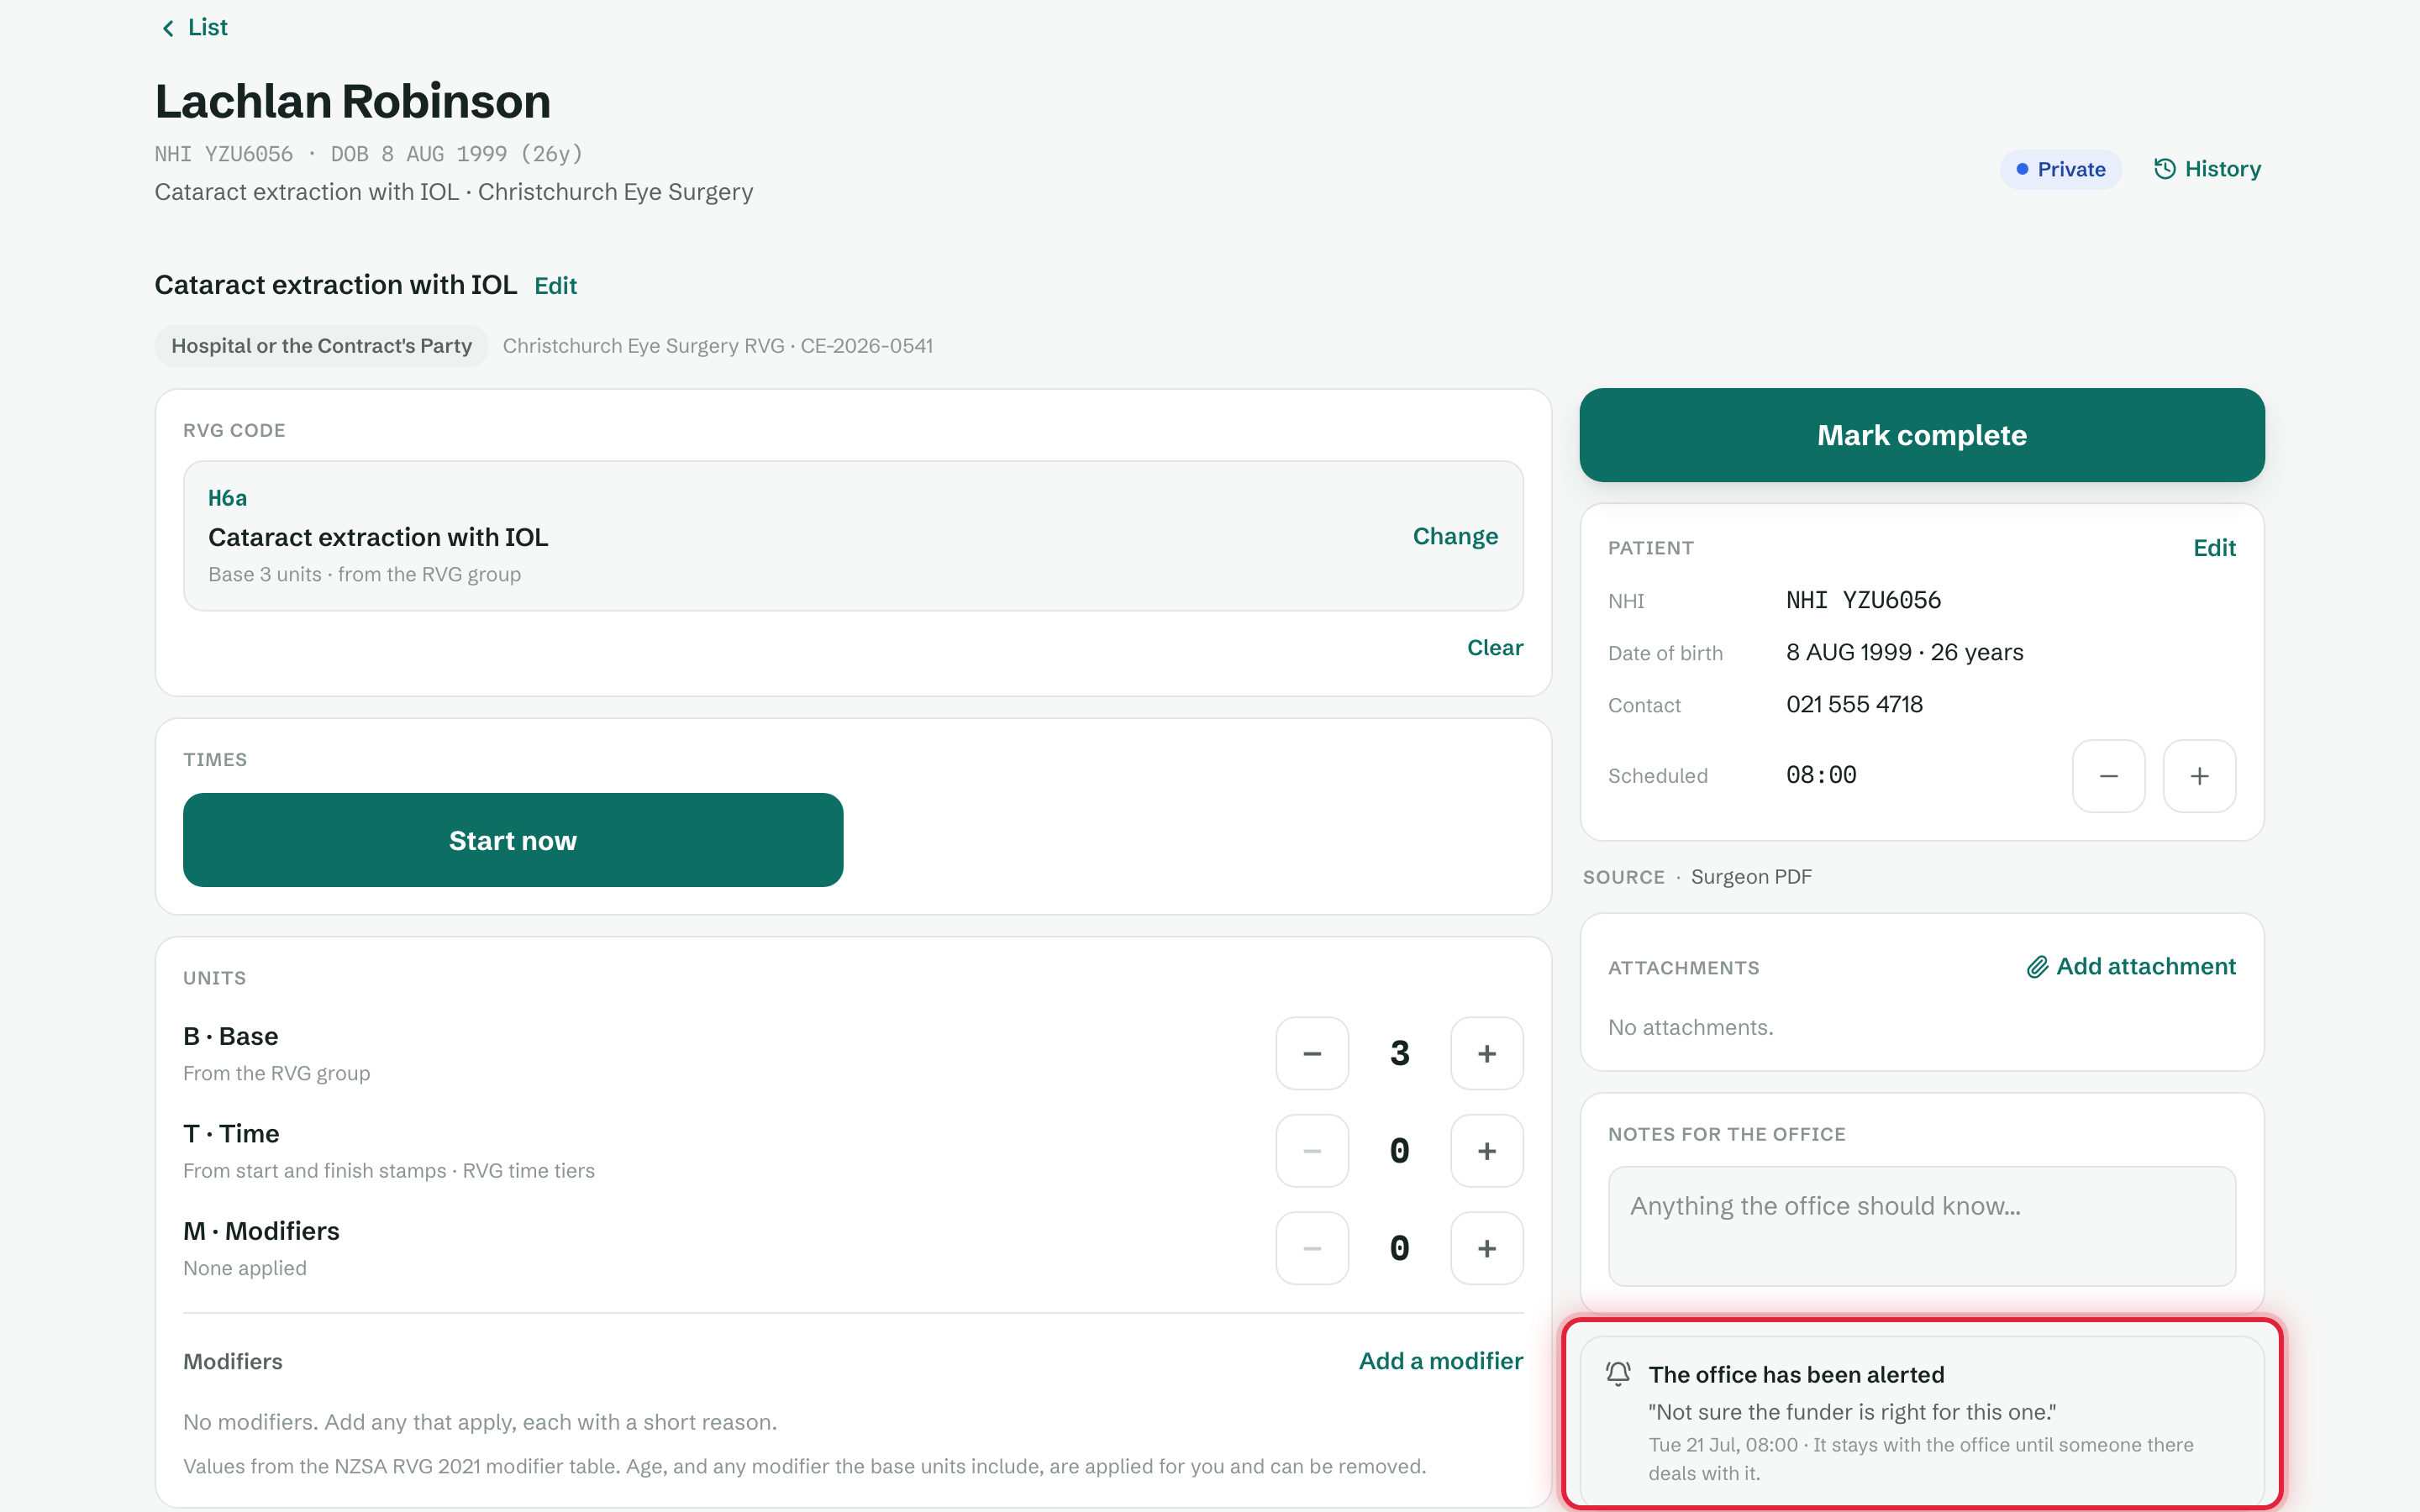 List
Lachlan Robinson
NHI YZU6056 · DOB 8 AUG 1999 (26y)
Cataract extraction with IOL · Christchurch Eye Surgery
Private
History
Cataract extraction with IOL Edit
Hospital or the Contract's Party Christchurch Eye Surgery RVG · CE-2026-0541
RVG CODE
H6a
Cataract extraction with IOL
Base 3 units · from the RVG group
Change
Clear
TIMES
Start now
UNITS
B · Base
From the RVG group
− 3 +
T · Time
From start and finish stamps · RVG time tiers
− 0 +
M · Modifiers
None applied
− 0 +
Modifiers
Add a modifier
No modifiers. Add any that apply, each with a short reason.
Values from the NZSA RVG 2021 modifier table. Age, and any modifier the base units include, are applied for you and can be removed.
Mark complete
PATIENT
Edit
NHI NHI YZU6056
Date of birth 8 AUG 1999 · 26 years
Contact 021 555 4718
Scheduled 08:00 − +
SOURCE · Surgeon PDF
ATTACHMENTS
Add attachment
No attachments.
NOTES FOR THE OFFICE
Anything the office should know...
The office has been alerted
"Not sure the funder is right for this one."
Tue 21 Jul, 08:00 · It stays with the office until someone there
deals with it.